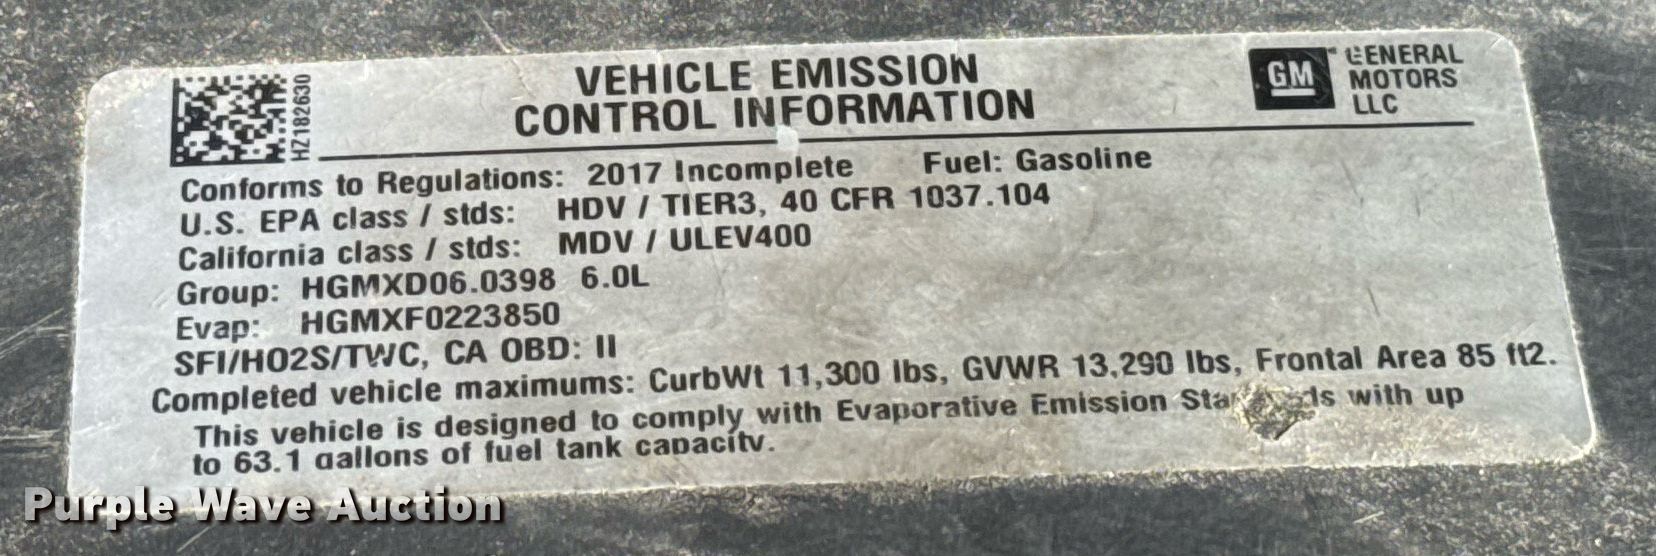 HZ182630
VEHICLE EMISSION
CONTROL INFORMATION
GM
GENERAL
MOTORS
LLC
Conforms to Regulations: 2017 Incomplete Fuel: Gasoline
U.S. EPA class / stds: HDV / TIER3, 40 CFR 1037.104
California class / stds: MDV / ULEV400
Group: HGMXD06.0398 6.0L
Evap: HGMXF0223850
SFI/HO2S/TWC, CA OBD: II
Completed vehicle maximums: CurbWt 11,300 lbs, GVWR 13,290 lbs, Frontal Area 85 ft2.
This vehicle is designed to comply with Evaporative Emission with up
to 63.1 gallons of fuel tank capacity.
Purple Wave Auction